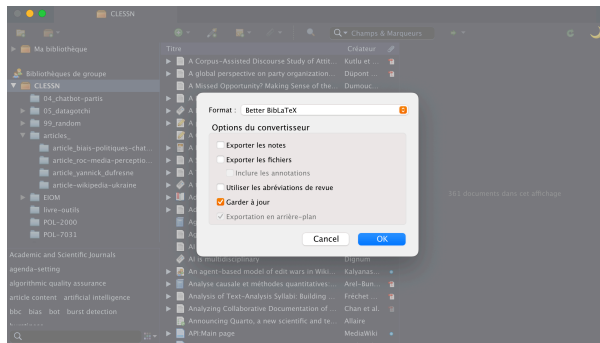 CLESSN
Champs & Marqueurs
Ma bibliothèque
Titre Créateur
Bibliothèques de groupe
CLESSN
04_chatbot-partis
05_datagotchi
99_random
articles_
article_biais-politiques-chat...
article_roc-media-perceptio...
article_yannick_dufresne
article-wikipedia-ukraine
EIOM
livre-outils
POL-2000
POL-7031
A Corpus-Assisted Discourse Study of Attit... Kutlu et ...
A global perspective on party organization... Düpont ...
A Missed Opportunity? Making Sense of the... Dumouc...
Format : Better BibLaTeX
Options du convertisseur
Exporter les notes
Exporter les fichiers
Inclure les annotations
Utiliser les abréviations de revue
Garder à jour
Exportation en arrière-plan
Cancel OK
362 documents dans cet affichage
AI is multidisciplinary Dignum
An agent-based model of edit wars in Wiki... Kalyanas...
Analyse causale et méthodes quantitatives:... Arel-Bun...
Analysis of Text-Analysis Syllabi: Building ... Fréchet ...
Analyzing Collaborative Documentation of ... Chan et al.
Announcing Quarto, a new scientific and te... Allaire
API:Main page MediaWiki
Academic and Scientific Journals
agenda-setting
algorithmic quality assurance
article content artificial intelligence
bbc bias bot burst detection